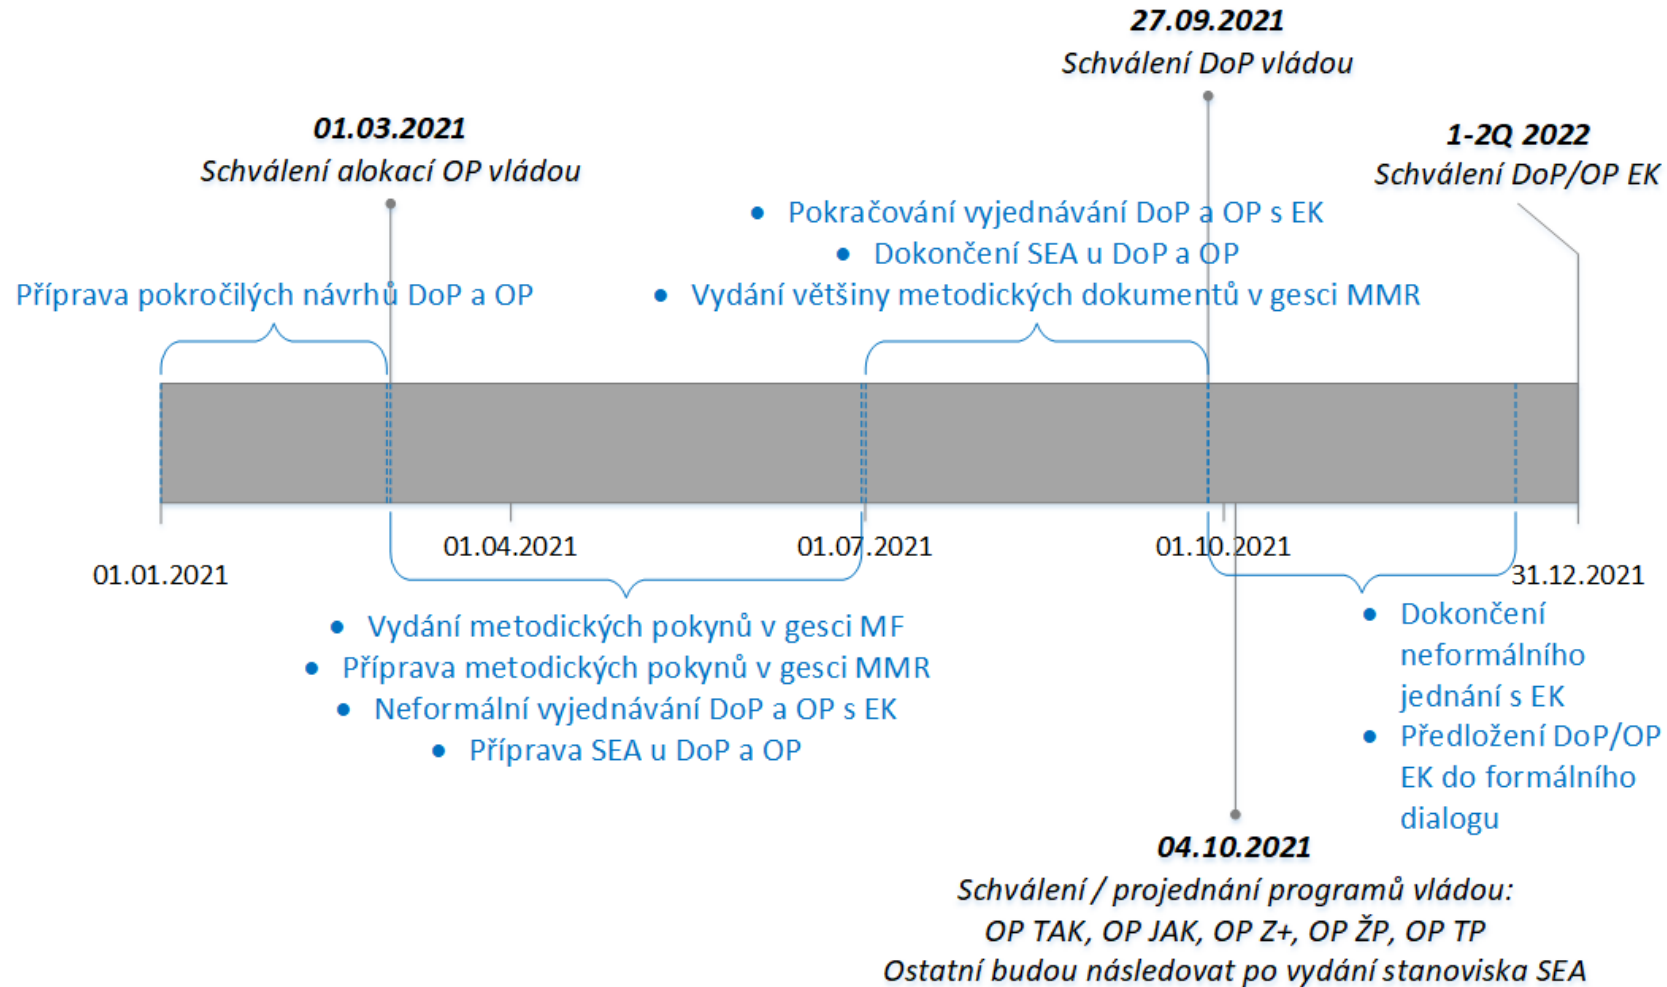 27.09.2021
Schválení DoP vládou
01.03.2021
Schválení alokací OP vládou
1-2Q 2022
Schválení DoP/OP EK
● Pokračování vyjednávání DoP a OP s EK
● Dokončení SEA u DoP a OP
● Vydání většiny metodických dokumentů v gesci MMR
Příprava pokročilých návrhů DoP a OP
01.01.2021
01.04.2021
01.07.2021
01.10.2021
31.12.2021
● Vydání metodických pokynů v gesci MF
● Příprava metodických pokynů v gesci MMR
● Neformální vyjednávání DoP a OP s EK
● Příprava SEA u DoP a OP
● Dokončení
neformálního
jednání s EK
● Předložení DoP/OP
EK do formálního
dialogu
04.10.2021
Schválení / projednání programů vládou:
OP TAK, OP JAK, OP Z+, OP ŽP, OP TP
Ostatní budou následovat po vydání stanoviska SEA